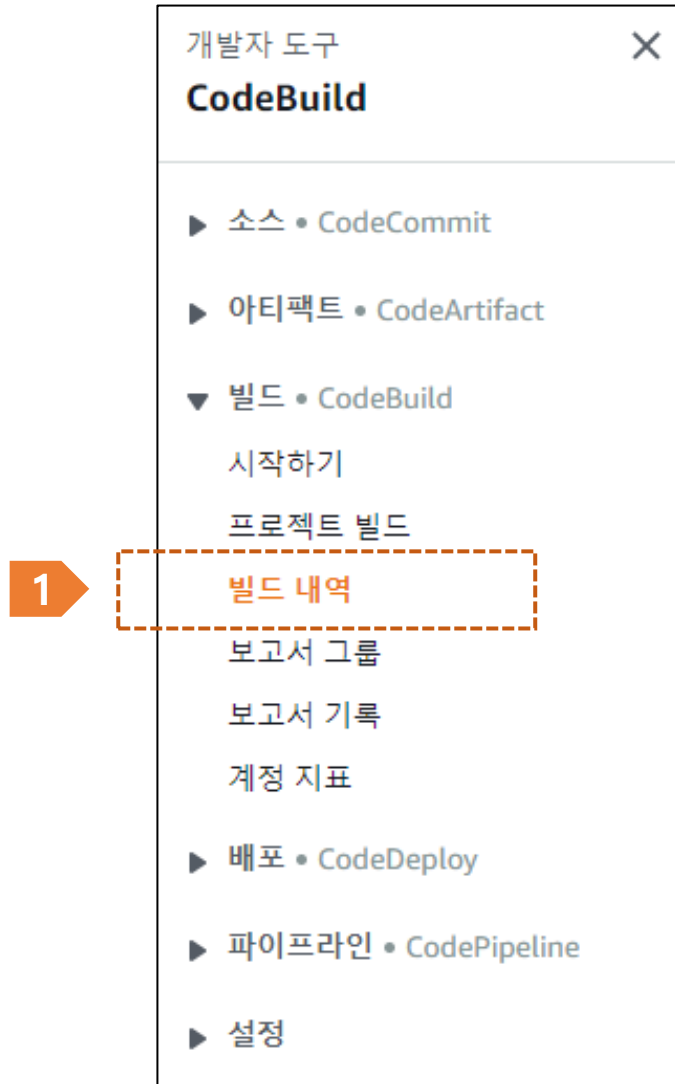 개발자 도구
CodeBuild
소스 • CodeCommit
아티팩트 • CodeArtifact
빌드 • CodeBuild
시작하기
프로젝트 빌드
1
빌드 내역
보고서 그룹
보고서 기록
계정 지표
배포 • CodeDeploy
파이프라인 • CodePipeline
설정